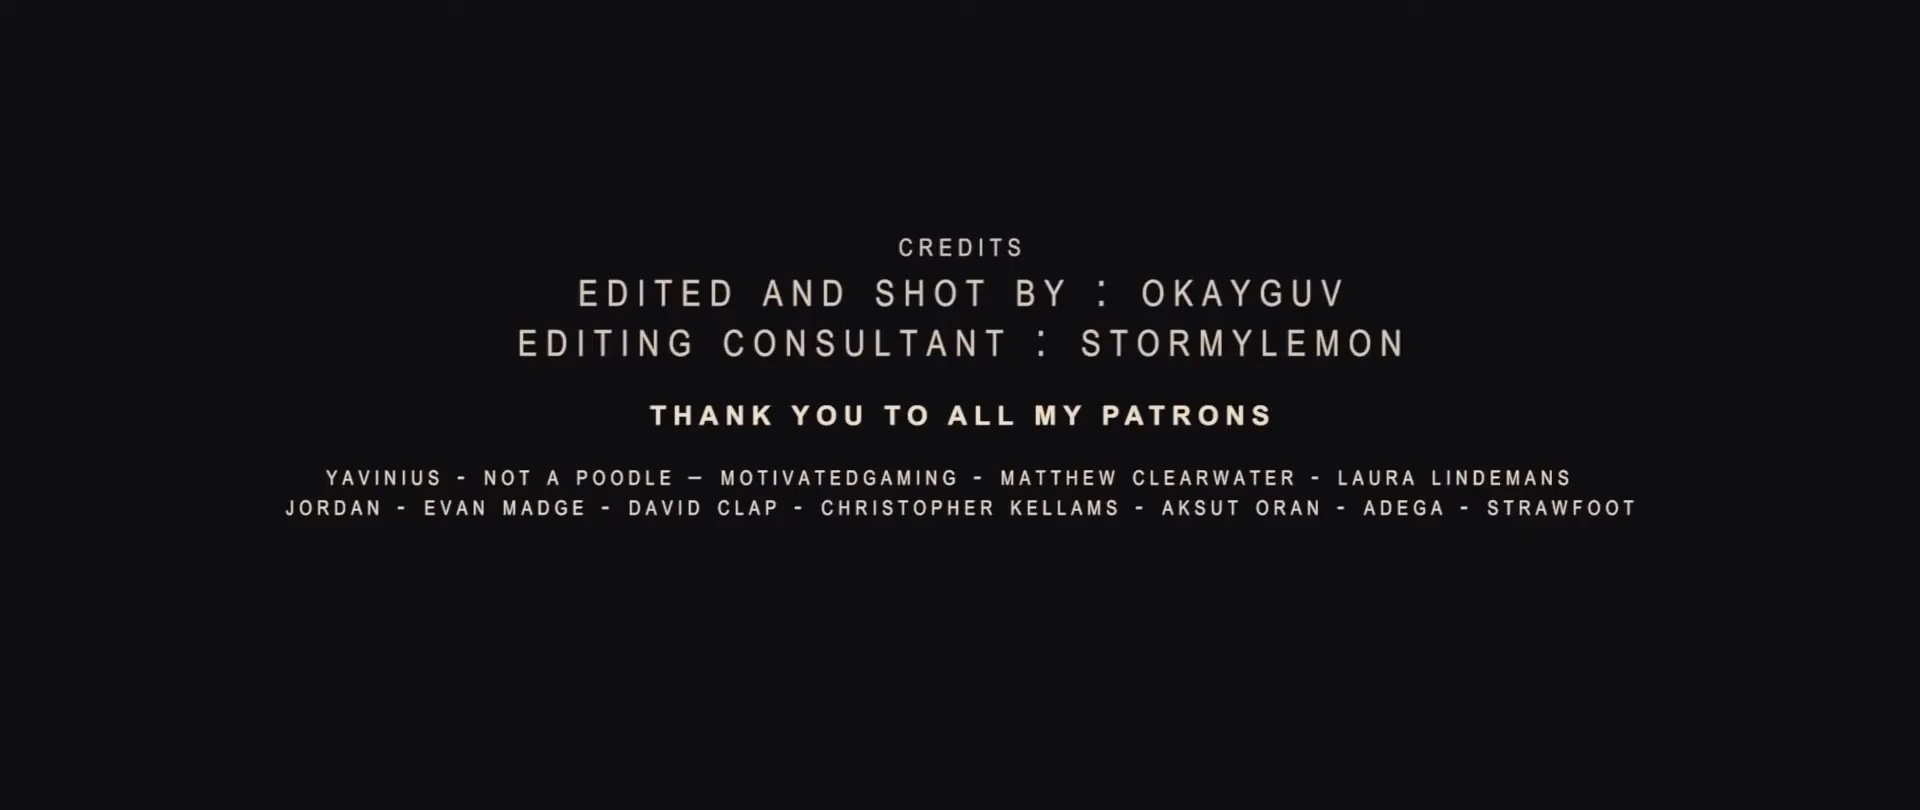 CREDITS
EDITED AND SHOT BY : OKAYGUV
EDITING CONSULTANT : STORMYLEMON
THANK YOU TO ALL MY PATRONS
YAVINIUS - NOT A POODLE – MOTIVATEDGAMING - MATTHEW CLEARWATER - LAURA LINDEMANS
JORDAN - EVAN MADGE - DAVID CLAP - CHRISTOPHER KELLAMS - AKSUT ORAN - ADEGA - STRAWFOOT